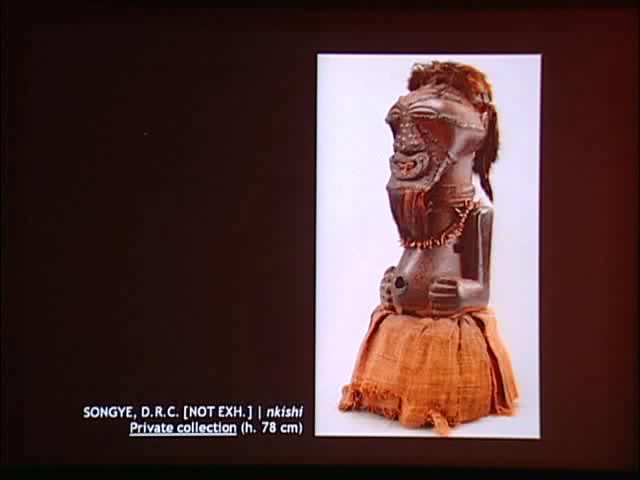 SONGYE, D.R.C. [NOT EXH.] | nkishi
Private collection (h. 78 cm)